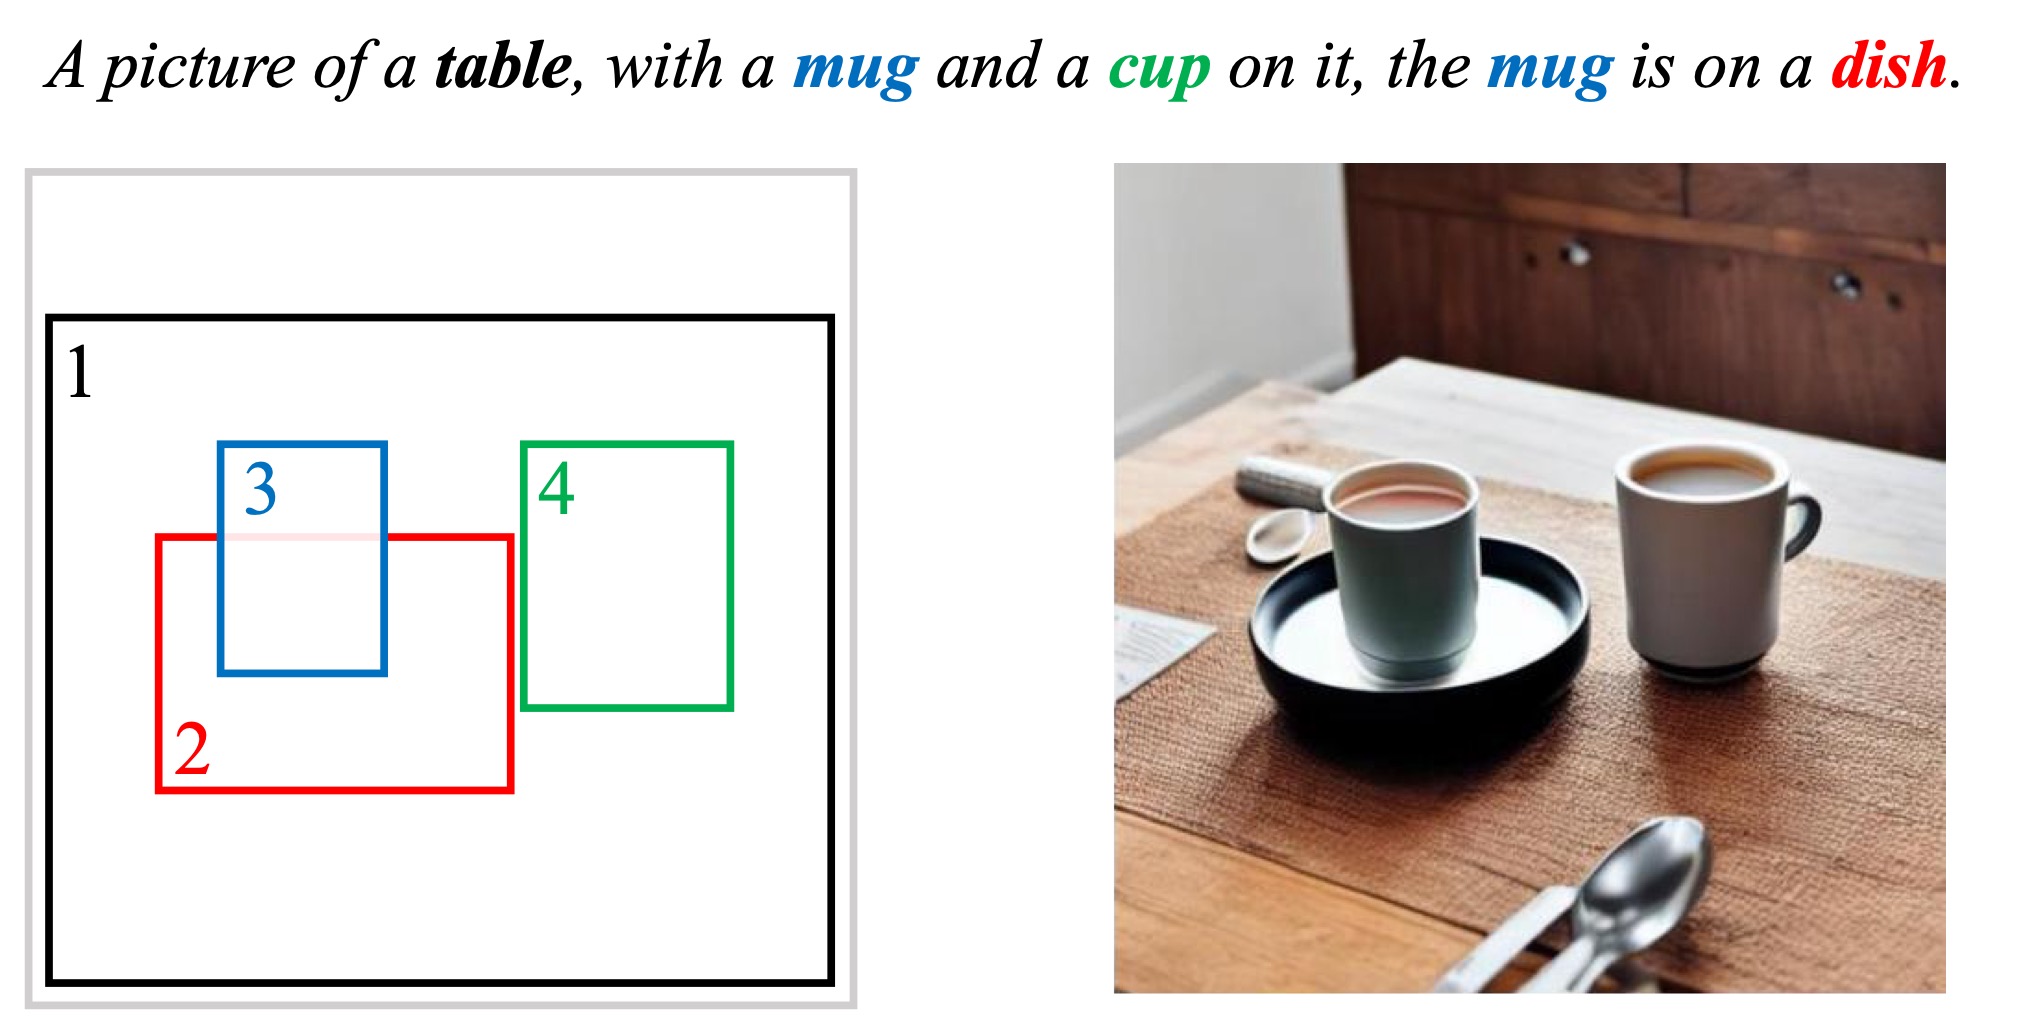 A picture of a table, with a mug and a cup on it, the mug is on a dish.
1
3
4
2